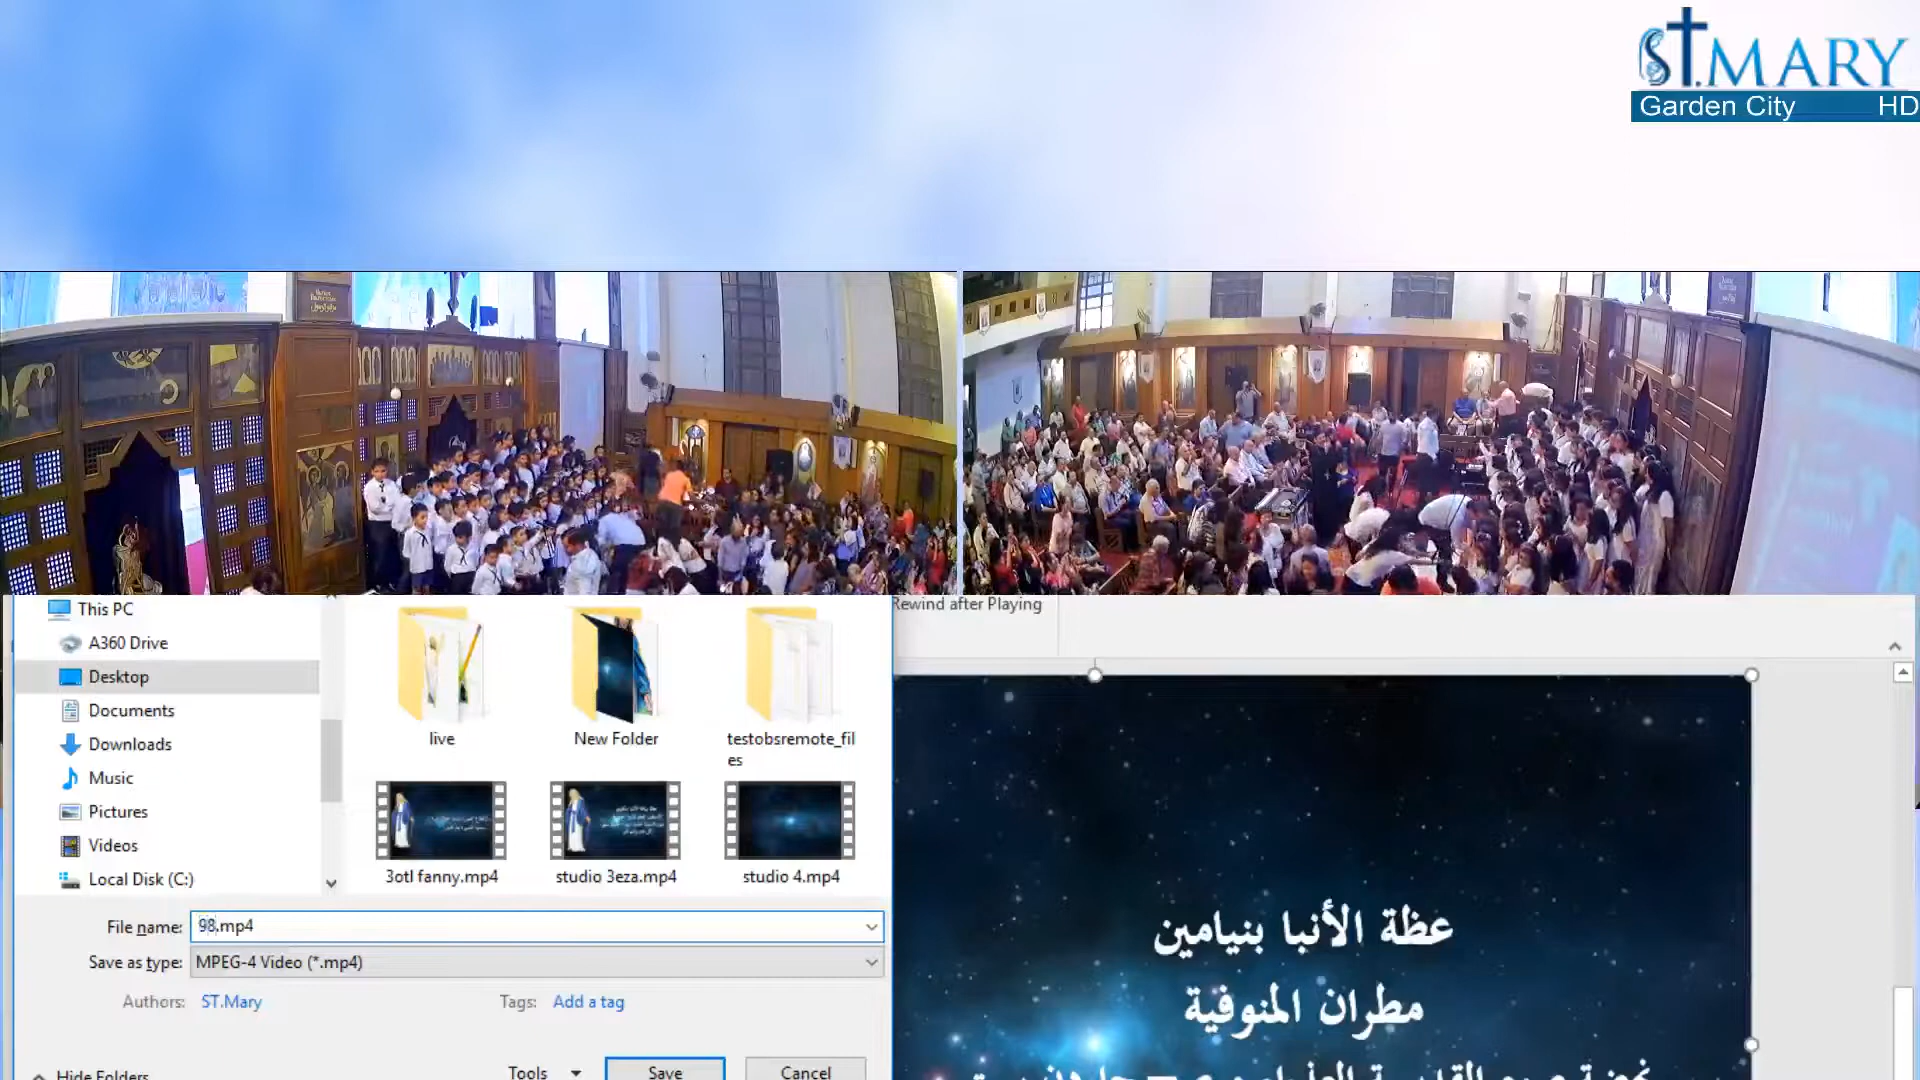 ST.MARY
Garden City HD
This PC
A360 Drive
Desktop
Documents
Downloads
Music
Pictures
Videos
Local Disk (C:)
live
New Folder
testobsremote_fil
es
3otl fanny.mp4
studio 3eza.mp4
studio 4.mp4
File name: 98.mp4
Save as type: MPEG-4 Video (*.mp4)
Authors: ST.Mary Tags: Add a tag
Hide Folders Tools Save Cancel
Rewind after Playing
عظة الأنبا بنيامين
مطران المنوفية